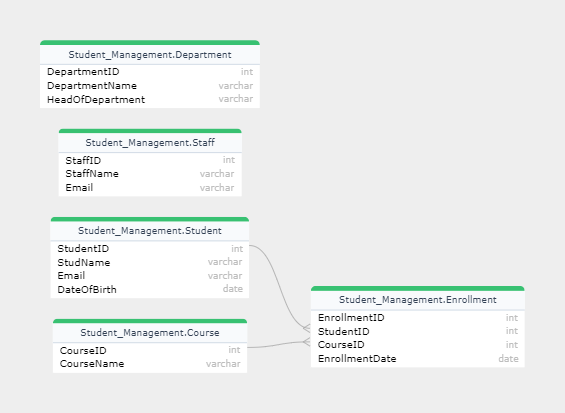 Student_Management.Department
DepartmentID int
DepartmentName varchar
HeadOfDepartment varchar
Student_Management.Staff
StaffID int
StaffName varchar
Email varchar
Student_Management.Student
StudentID int
StudName varchar
Email varchar
DateOfBirth date
Student_Management.Course
CourseID int
CourseName varchar
Student_Management.Enrollment
EnrollmentID int
StudentID int
CourseID int
EnrollmentDate date